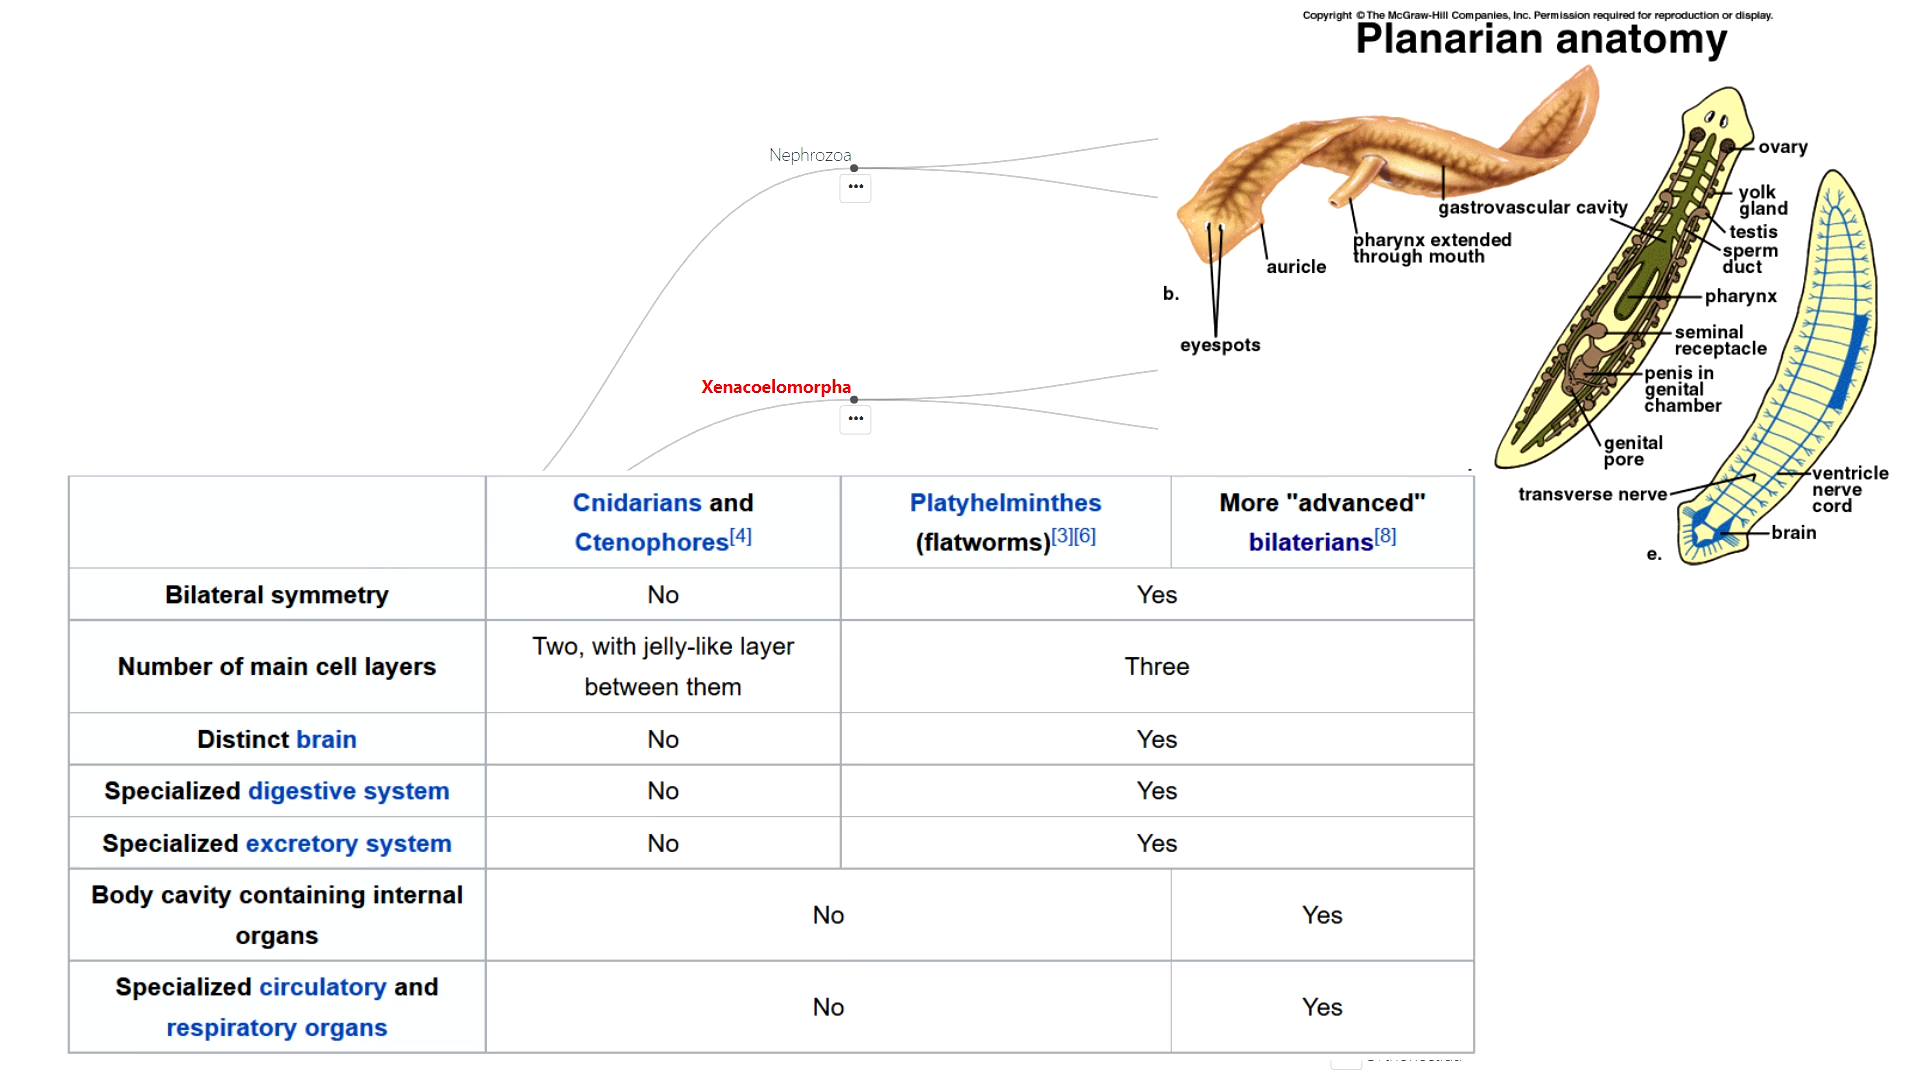 Copyright © The McGraw-Hill Companies, Inc. Permission required for reproduction or display.
Planarian anatomy
Nephrozoa
•••
Xenacoelomorpha
•••
gastrovascular cavity
pharynx extended
through mouth
auricle
b.
eyespots
ovary
yolk
gland
testis
sperm
duct
pharynx
seminal
receptacle
penis in
genital
chamber
genital
pore
transverse nerve
ventricle
nerve
cord
brain
e.
Cnidarians and
Ctenophores[4]
Platyhelminthes
(flatworms)[3][6]
More "advanced"
bilaterians[8]
Bilateral symmetry
No
Yes
Number of main cell layers
Two, with jelly-like layer
between them
Three
Distinct brain
No
Yes
Specialized digestive system
No
Yes
Specialized excretory system
No
Yes
Body cavity containing internal
organs
No
Yes
Specialized circulatory and
respiratory organs
No
Yes